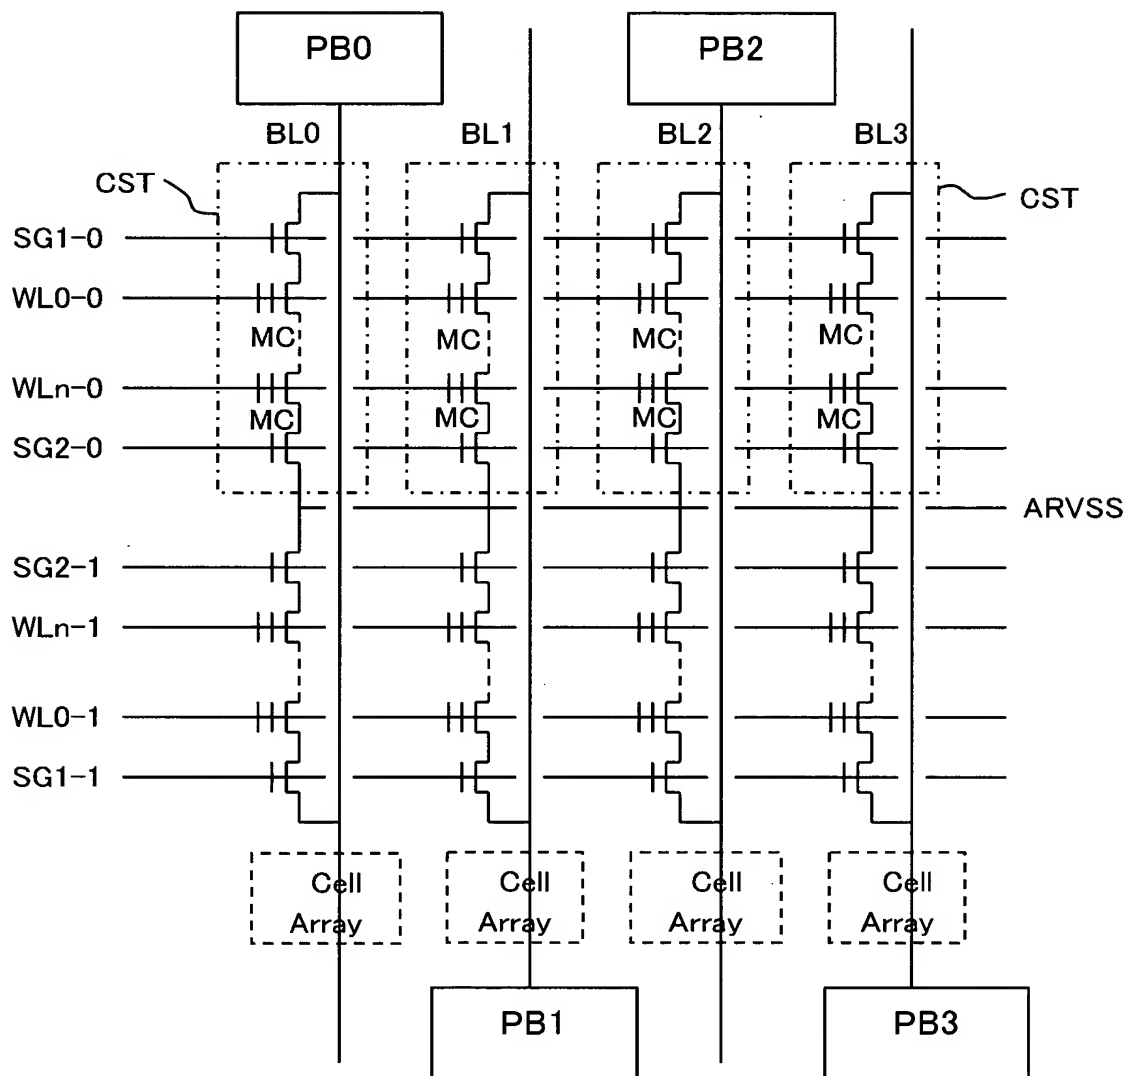 PB0
PB2
BL0
BL1
BL2
BL3
CST
CST
SG1-0
WL0-0
MC
MC
MC
MC
WLn-0
MC
MC
MC
MC
SG2-0
ARVSS
SG2-1
WLn-1
WL0-1
SG1-1
Cell
Array
Cell
Array
Cell
Array
Cell
Array
PB1
PB3